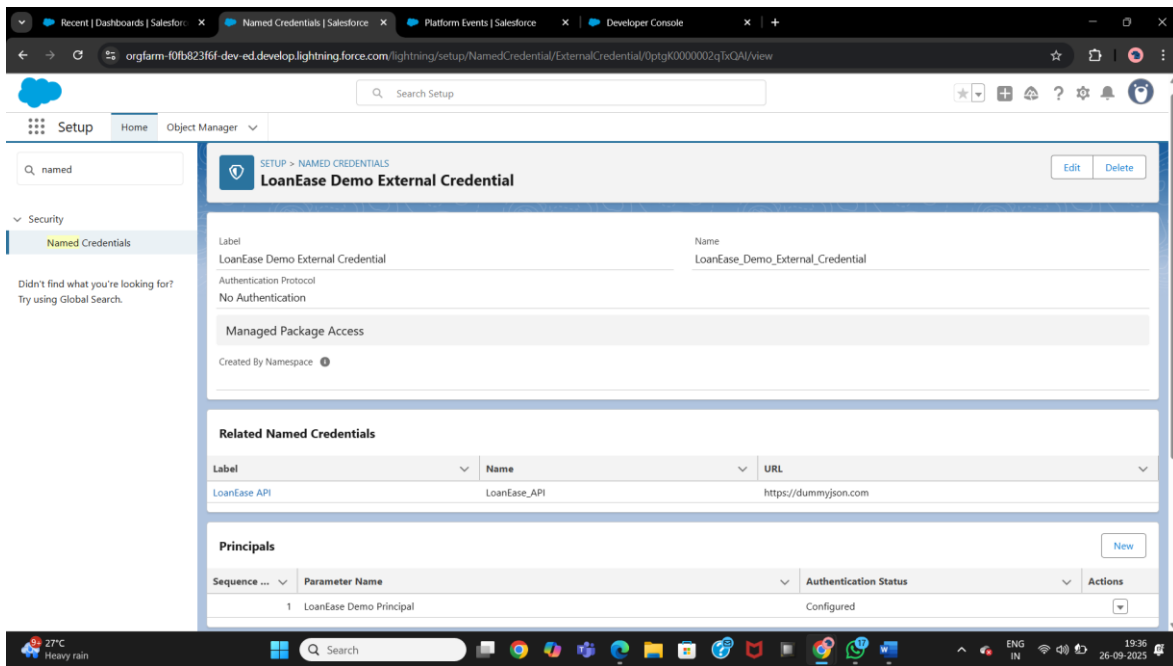 Recent | Dashboards | Salesforc
Named Credentials | Salesforce
Platform Events | Salesforce
Developer Console
orgfarm-f0fb823f6f-dev-ed.develop.lightning.force.com/lightning/setup/NamedCredential/ExternalCredential/0ptgK0000002qTxQAI/view
Search Setup
Setup
Home
Object Manager
named
Security
Named Credentials
Didn't find what you're looking for?
Try using Global Search.
SETUP > NAMED CREDENTIALS
LoanEase Demo External Credential
Edit
Delete
Label
Name
LoanEase Demo External Credential
LoanEase_Demo_External_Credential
Authentication Protocol
No Authentication
Managed Package Access
Created By Namespace
Related Named Credentials
Label
Name
URL
LoanEase API
LoanEase_API
https://dummyjson.com
Principals
New
Sequence ...
Parameter Name
Authentication Status
Actions
1
LoanEase Demo Principal
Configured
27°C
Heavy rain
Search
17
ENG
IN
19:36
26-09-2025